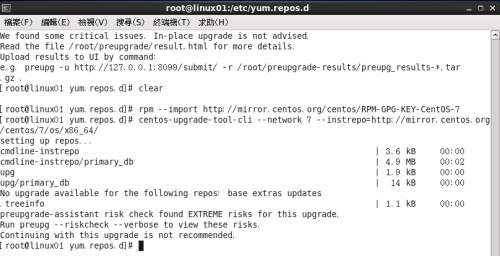 root@linux01:/etc/yum.repos.d
檔案(F) 編輯(E) 檢視(V) 搜尋(S) 終端機(T) 求助(H)
We found some critical issues. In-place upgrade is not advised.
Read the file /root/preupgrade/result.html for more details.
Upload results to UI by command:
e.g. preupg -u http://127.0.0.1:8099/submit/ -r /root/preupgrade-results/preupg_results-*.tar
.gz .
[root@linux01 yum.repos.d]# clear

[root@linux01 yum.repos.d]# rpm --import http://mirror.centos.org/centos/RPM-GPG-KEY-CentOS-7
[root@linux01 yum.repos.d]# centos-upgrade-tool-cli --network 7 --instrepo=http://mirror.centos.org
/centos/7/os/x86_64/
setting up repos...
cmdline-instrepo | 3.6 kB 00:00
cmdline-instrepo/primary_db | 4.9 MB 00:02
upg | 1.9 kB 00:00
upg/primary_db | 14 kB 00:00
No upgrade available for the following repos: base extras updates
.treeinfo | 1.1 kB 00:00
preupgrade-assistant risk check found EXTREME risks for this upgrade.
Run preupg --riskcheck --verbose to view these risks.
Continuing with this upgrade is not recommended.
[root@linux01 yum.repos.d]#